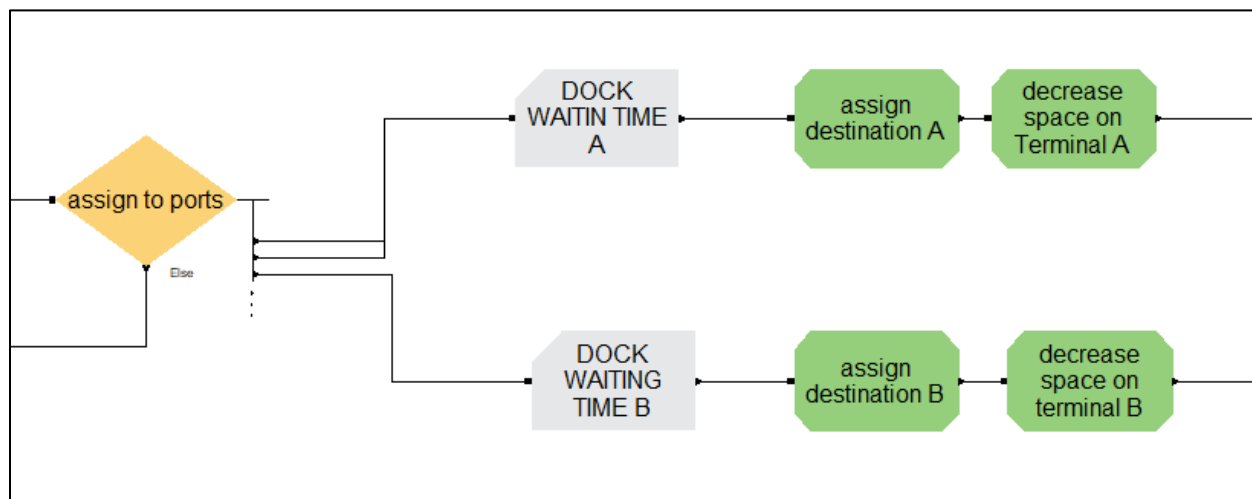 assign to ports
Else
DOCK
WAITIN TIME
A
assign
destination A
decrease
space on
Terminal A
DOCK
WAITING
TIME B
assign
destination B
decrease
space on
terminal B